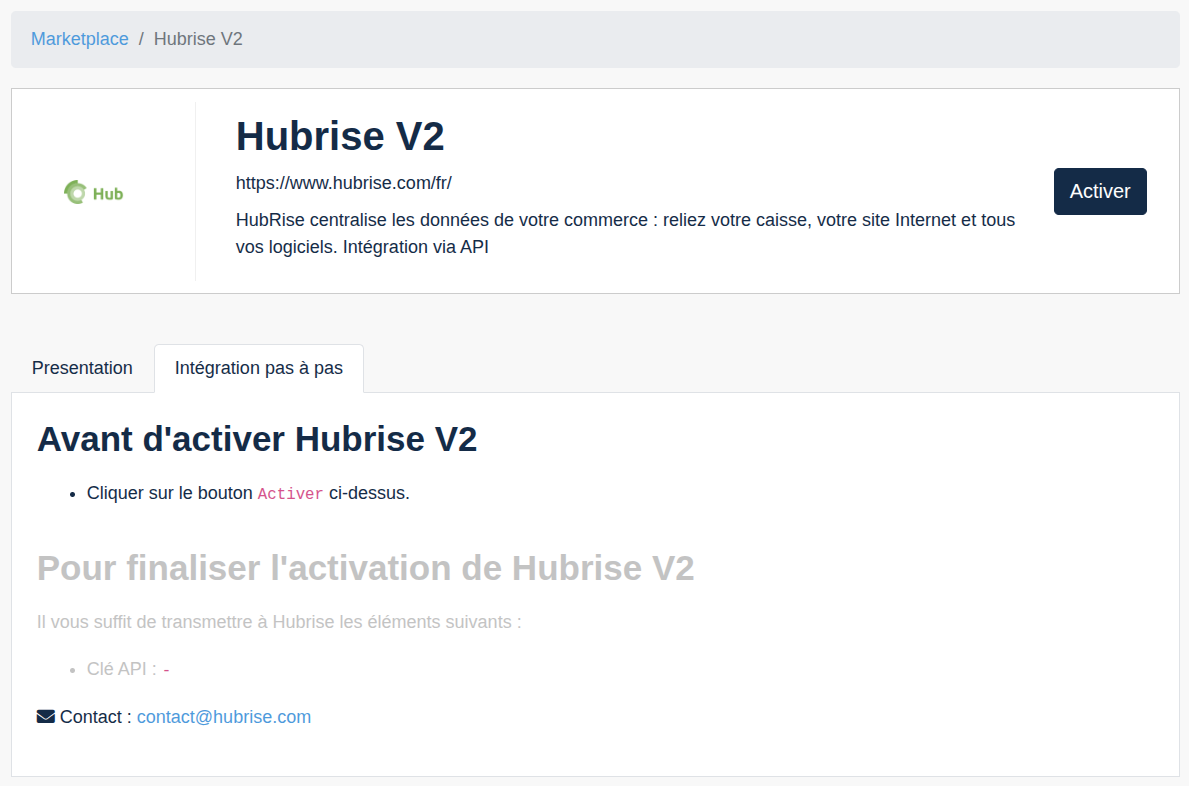 Marketplace / Hubrise V2
Hub
Hubrise V2
https://www.hubrise.com/fr/
HubRise centralise les données de votre commerce : reliez votre caisse, votre site Internet et tous
vos logiciels. Intégration via API
Activer
Presentation
Intégration pas à pas
Avant d'activer Hubrise V2
• Cliquer sur le bouton Activer ci-dessus.
Pour finaliser l'activation de Hubrise V2
Il vous suffit de transmettre à Hubrise les éléments suivants :
• Clé API : -
Contact : contact@hubrise.com